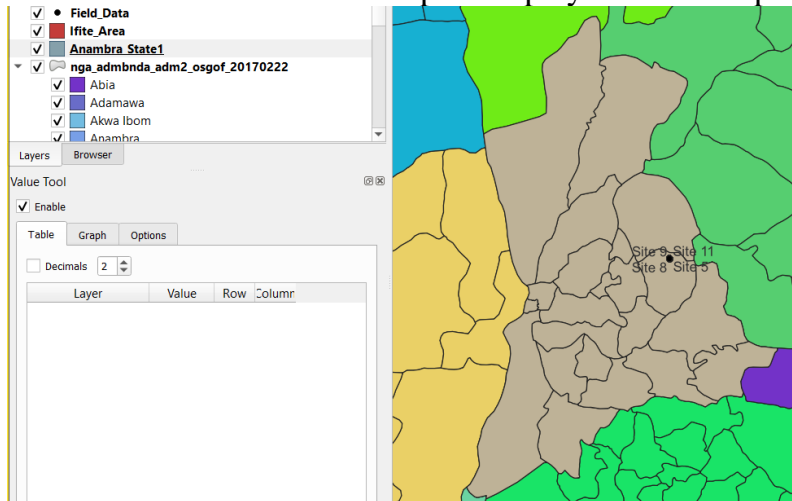 Field_Data
Ifite_Area
Anambra_State1
nga_admbnda_adm2_osgof_20170222
Abia
Adamawa
Akwa Ibom
Anambra
Layers Browser
Value Tool
Enable
Table Graph Options
Decimals 2
Layer Value Row Column
Site 9 Site 11
Site 8 Site 5